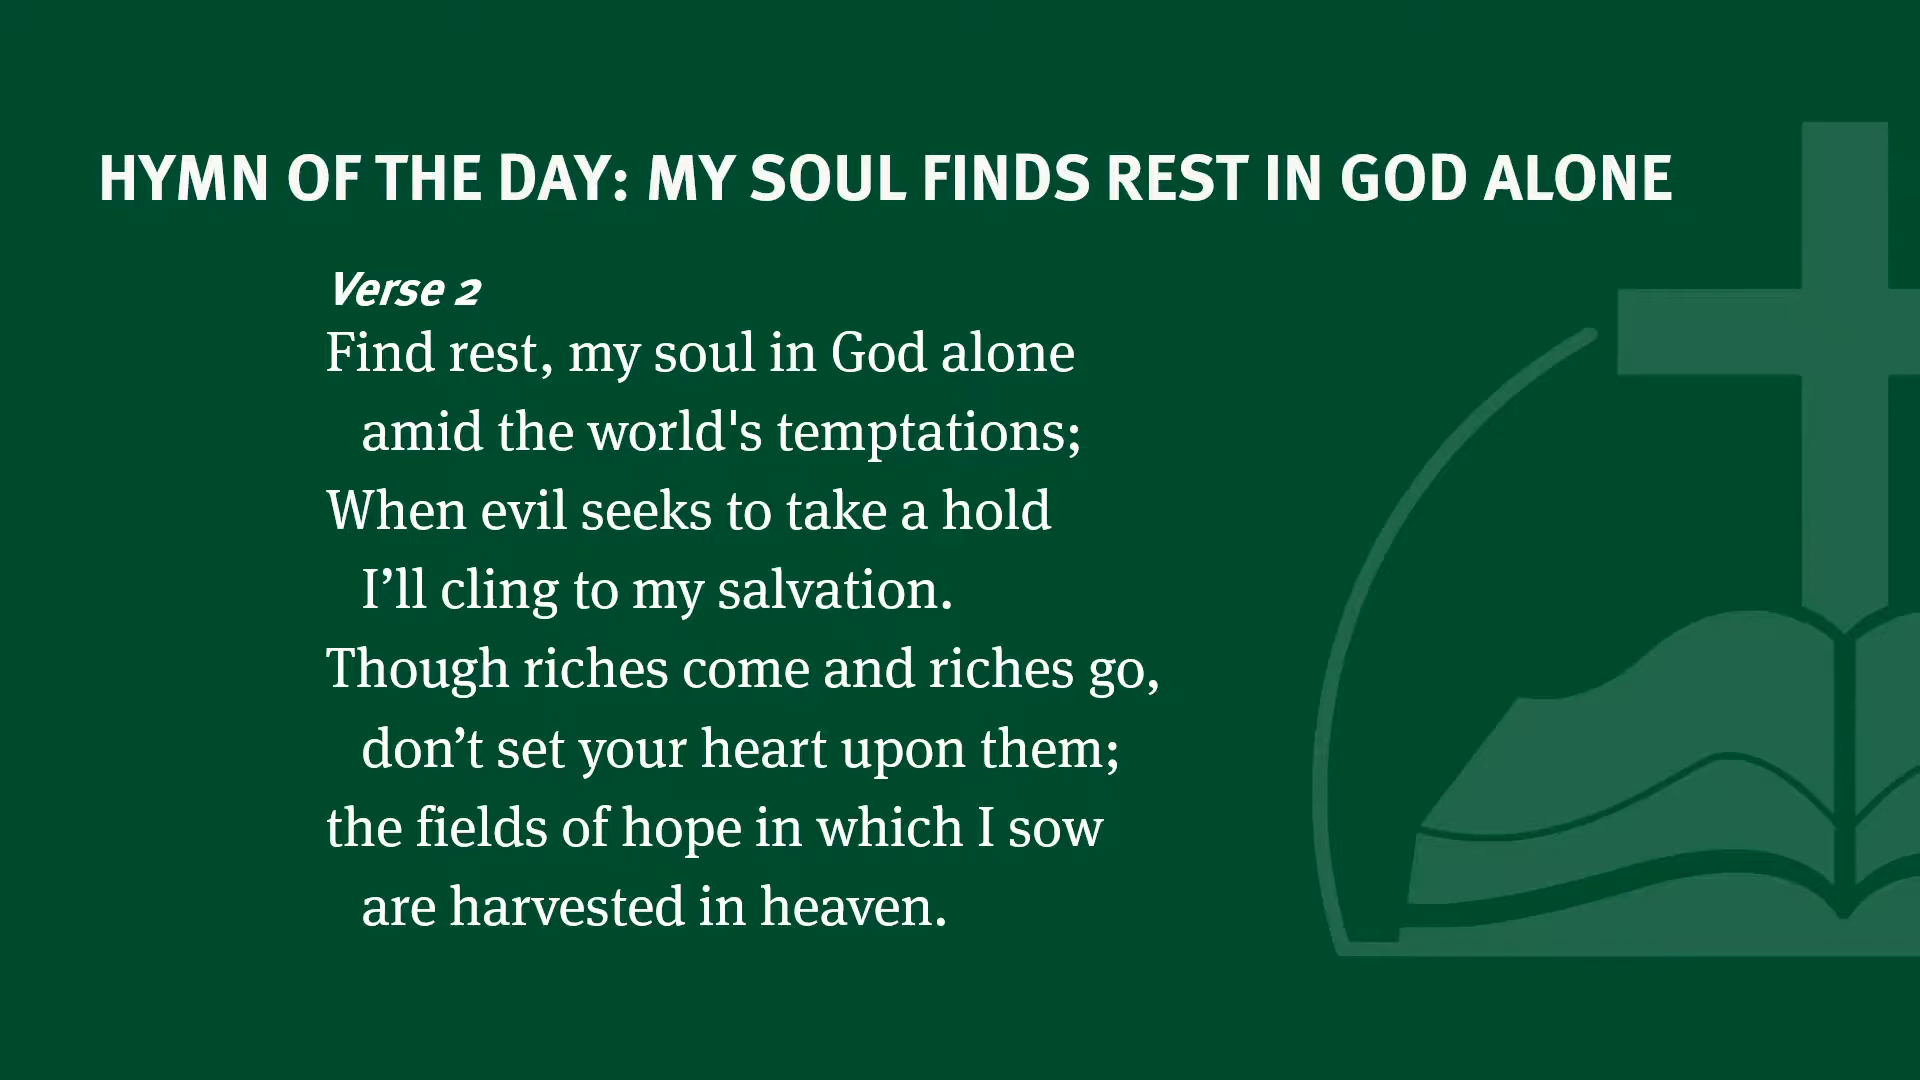 HYMN OF THE DAY: MY SOUL FINDS REST IN GOD ALONE
Verse 2
Find rest, my soul in God alone
amid the world's temptations;
When evil seeks to take a hold
I’ll cling to my salvation.
Though riches come and riches go,
don’t set your heart upon them;
the fields of hope in which I sow
are harvested in heaven.